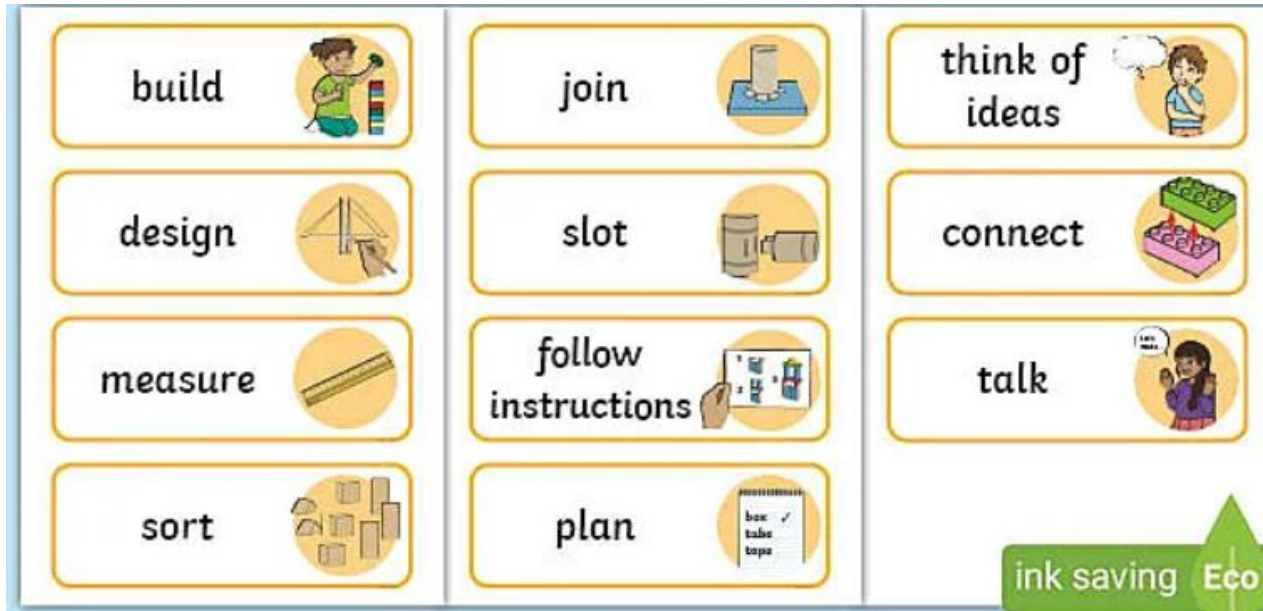 build
design
measure
sort
join
slot
follow
instructions
plan
box ✓
tube
tape
think of
ideas
connect
talk
ink saving Eco